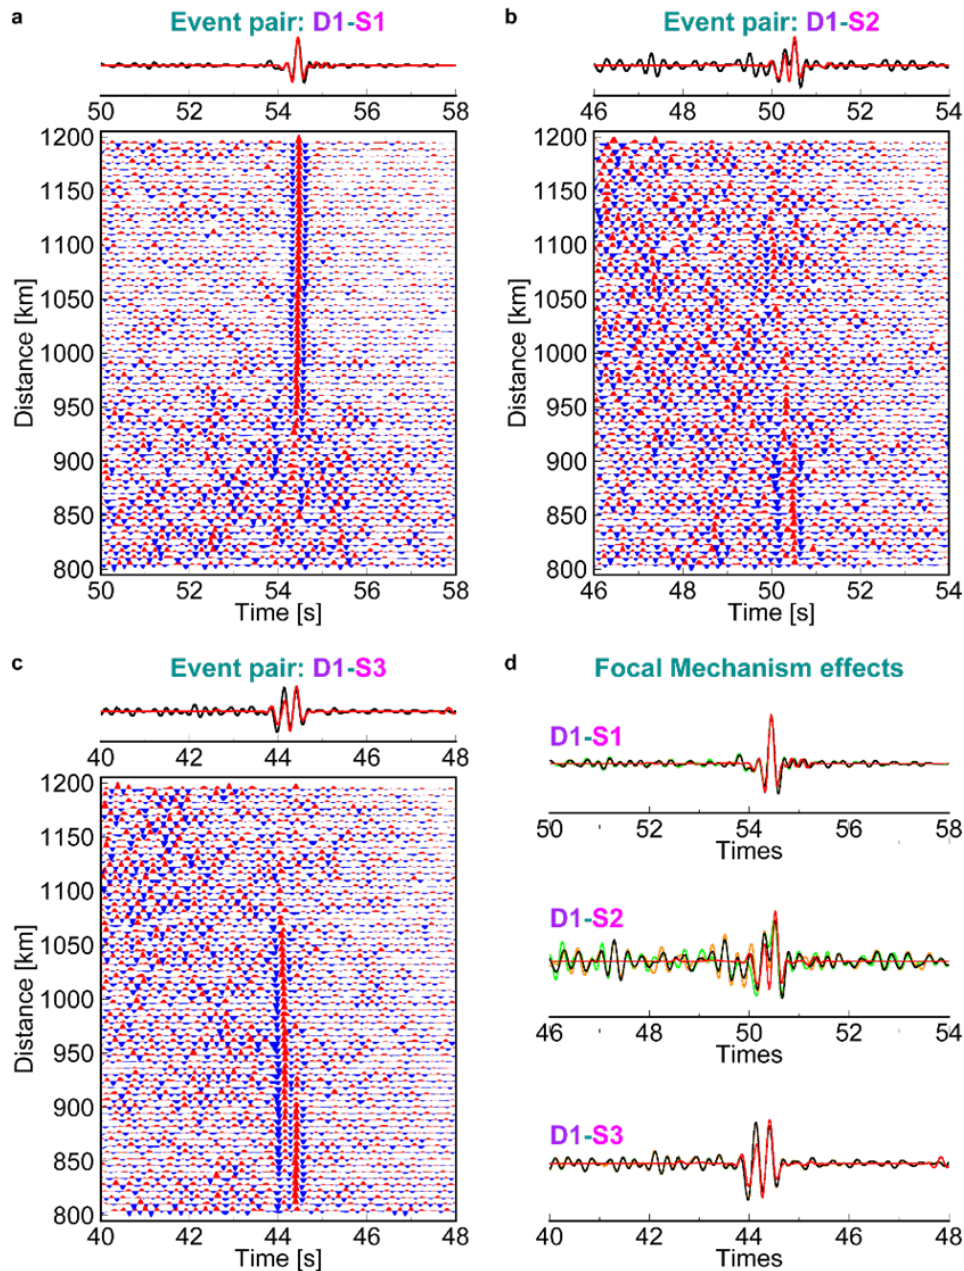 a
Event pair: D1-S1
50 52 54 56 58
1200
1150
1100
1050
1000
950
900
850
800
Distance [km]
50 52 54 56 58
Time [s]
b
Event pair: D1-S2
46 48 50 52 54
1200
1150
1100
1050
1000
950
900
850
800
Distance [km]
46 48 50 52 54
Time [s]
c
Event pair: D1-S3
40 42 44 46 48
1200
1150
1100
1050
1000
950
900
850
800
Distance [km]
40 42 44 46 48
Time [s]
d
Focal Mechanism effects
D1-S1
50 52 54 56 58
Times
D1-S2
46 48 50 52 54
Times
D1-S3
40 42 44 46 48
Times